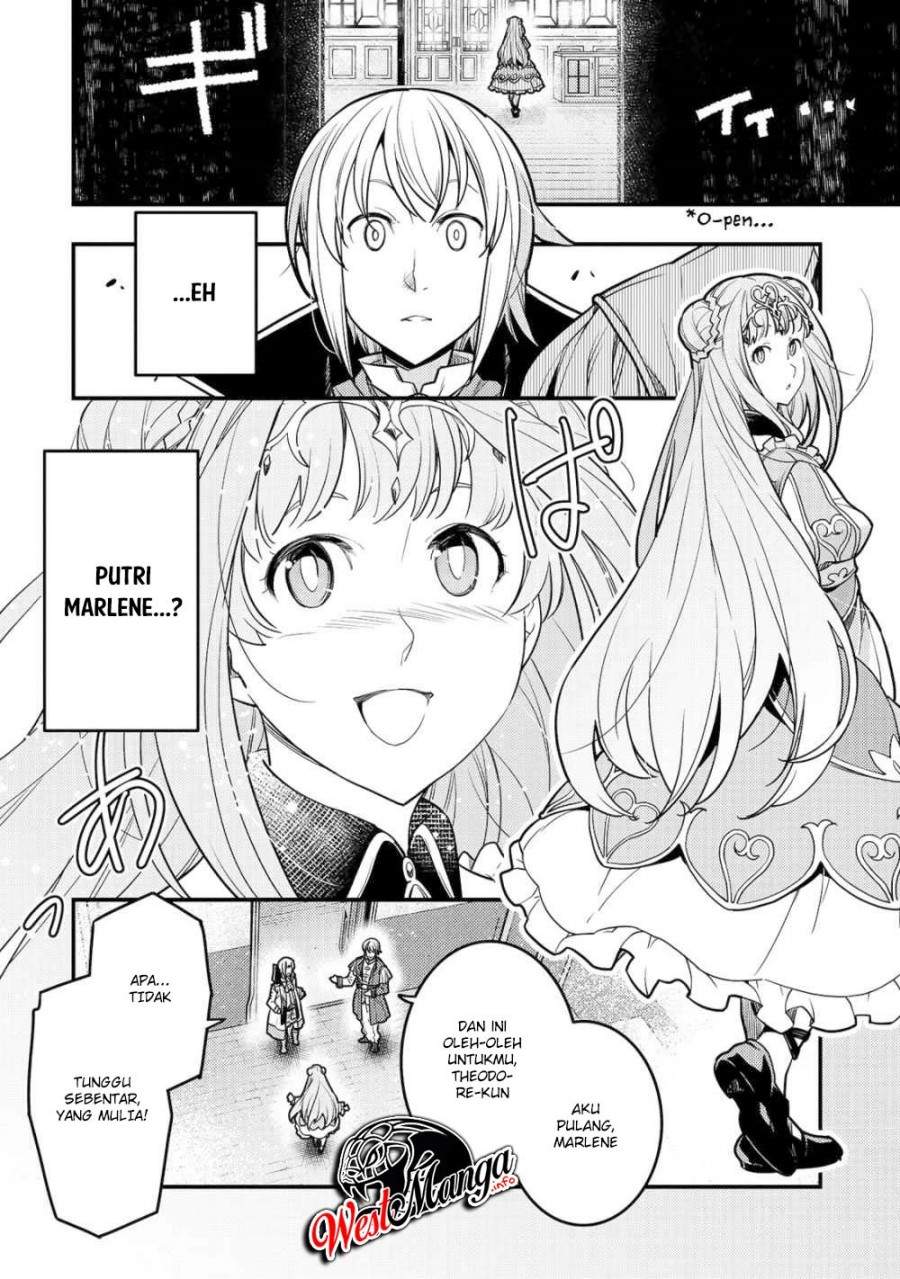 ギ
イィ...
*O-pen...
...EH
ぱ
PUTRI
MARLENE...?
あ
AKU
PULANG,
MARLENE
DAN INI
OLEH-OLEH
UNTUKMU,
THEODO-
RE-KUN
APA...
TIDAK
TUNGGU
SEBENTAR,
YANG MULIA!
WestManga
.info